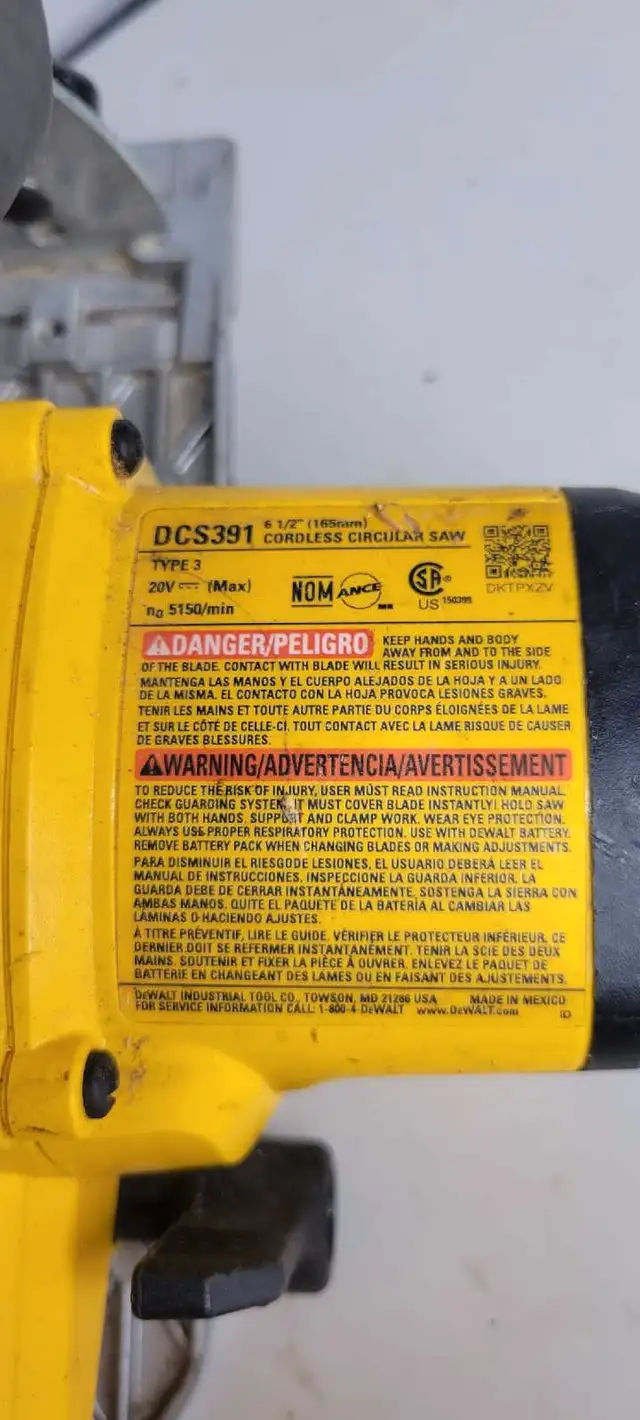 DCS391 6 1/2" (165mm)
CORDLESS CIRCULAR SAW
TYPE 3
20V ⎓ (Max)
n₀ 5150/min
NOM ANCE
SA ®
US 150399
DKTPXZV
⚠DANGER/PELIGRO KEEP HANDS AND BODY
AWAY FROM AND TO THE SIDE
OF THE BLADE. CONTACT WITH BLADE WILL RESULT IN SERIOUS INJURY.
MANTENGA LAS MANOS Y EL CUERPO ALEJADOS DE LA HOJA Y A UN LADO
DE LA MISMA. EL CONTACTO CON LA HOJA PROVOCA LESIONES GRAVES.
TENIR LES MAINS ET TOUTE AUTRE PARTIE DU CORPS ÉLOIGNÉES DE LA LAME
ET SUR LE CÔTÉ DE CELLE-CI. TOUT CONTACT AVEC LA LAME RISQUE DE CAUSER
DE GRAVES BLESSURES.
⚠WARNING/ADVERTENCIA/AVERTISSEMENT
TO REDUCE THE RISK OF INJURY, USER MUST READ INSTRUCTION MANUAL.
CHECK GUARDING SYSTEM, IT MUST COVER BLADE INSTANTLY! HOLD SAW
WITH BOTH HANDS. SUPPORT AND CLAMP WORK. WEAR EYE PROTECTION.
ALWAYS USE PROPER RESPIRATORY PROTECTION. USE WITH DEWALT BATTERY.
REMOVE BATTERY PACK WHEN CHANGING BLADES OR MAKING ADJUSTMENTS.
PARA DISMINUIR EL RIESGODE LESIONES, EL USUARIO DEBERÁ LEER EL
MANUAL DE INSTRUCCIONES. INSPECCIONE LA GUARDA INFERIOR. LA
GUARDA DEBE DE CERRAR INSTANTÁNEAMENTE. SOSTENGA LA SIERRA CON
AMBAS MANOS. QUITE EL PAQUETE DE LA BATERÍA AL CAMBIAR LAS
LÁMINAS O HACIENDO AJUSTES.
À TITRE PRÉVENTIF, LIRE LE GUIDE. VÉRIFIER LE PROTECTEUR INFÉRIEUR, CE
DERNIER DOIT SE REFERMER INSTANTANÉMENT. TENIR LA SCIE DES DEUX
MAINS. SOUTENIR ET FIXER LA PIÈCE À OUVRER. ENLEVEZ LE PAQUET DE
BATTERIE EN CHANGEANT DES LAMES OU EN FAISANT DES AJUSTEMENTS.
DEWALT INDUSTRIAL TOOL CO., TOWSON, MD 21286 USA MADE IN MEXICO
FOR SERVICE INFORMATION CALL: 1-800-4-DEWALT www.DEWALT.com ID